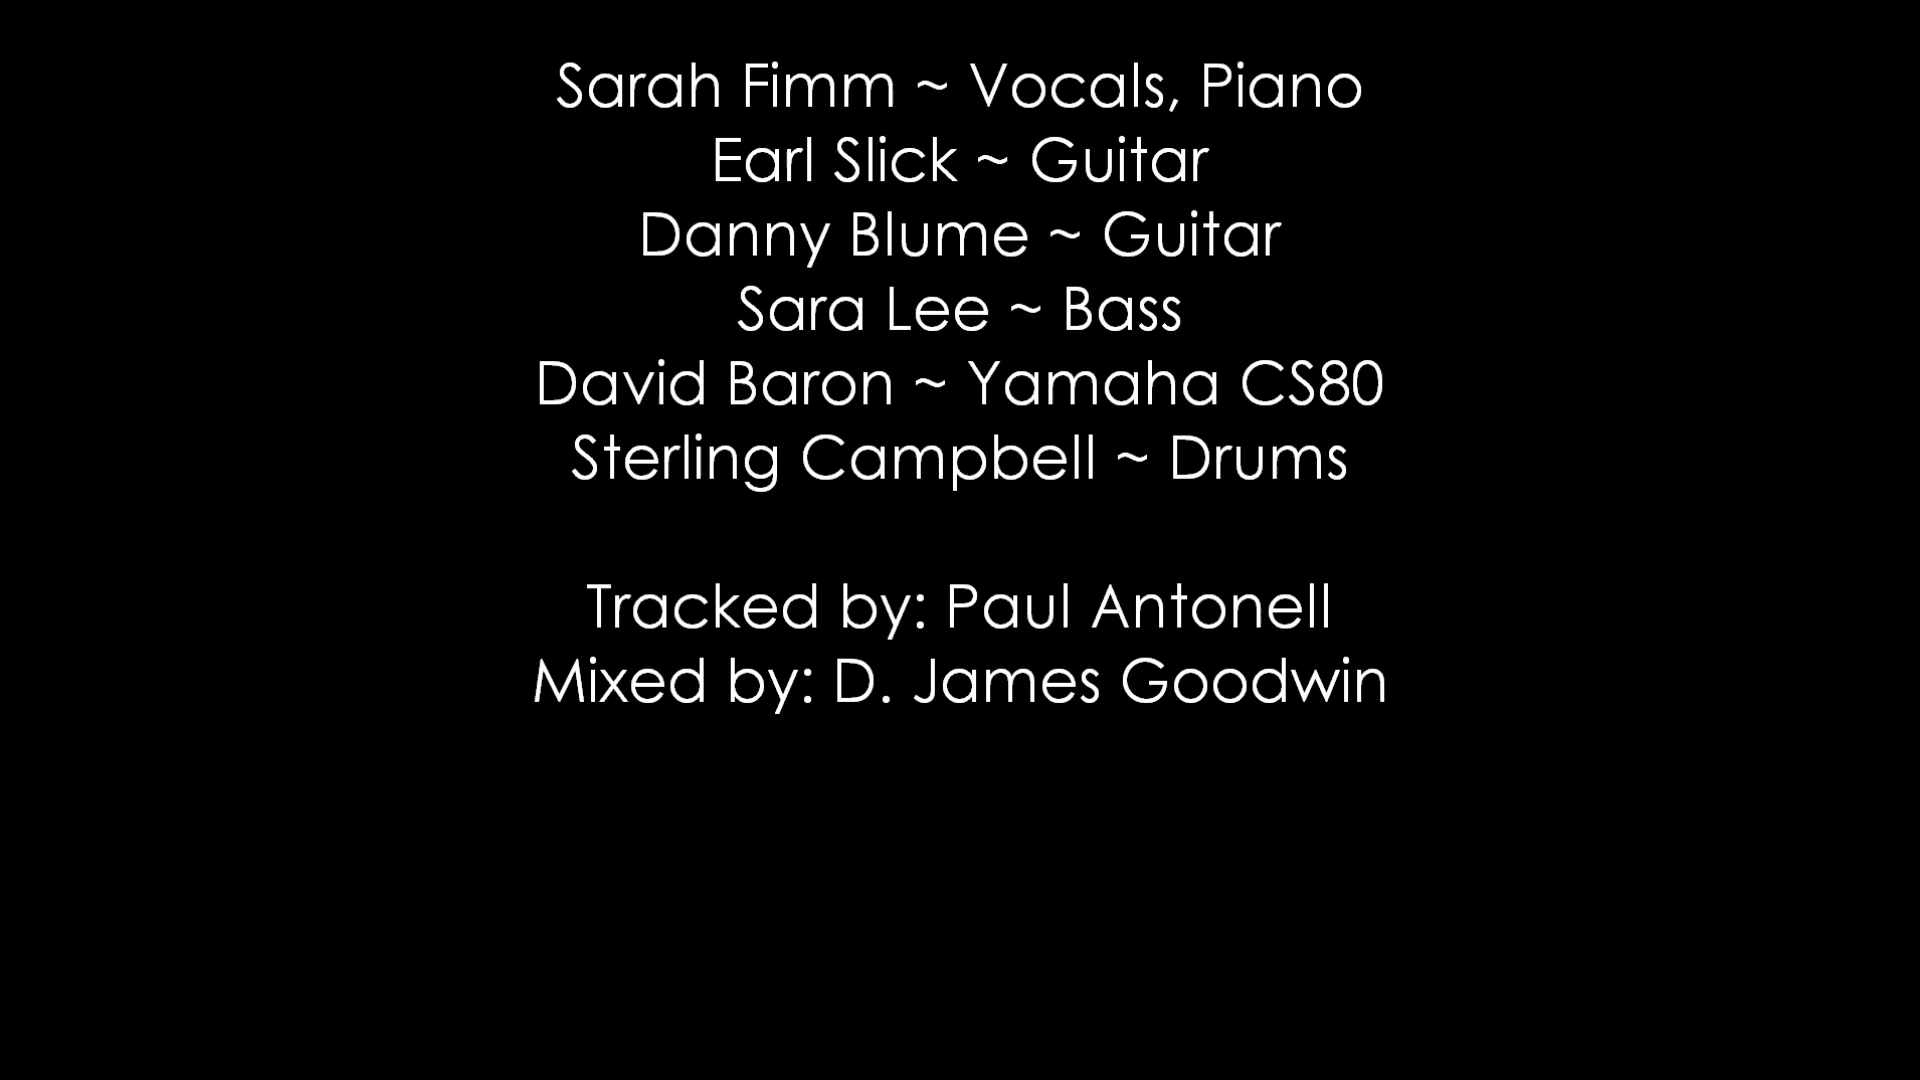 Sarah Fimm ~ Vocals, Piano
Earl Slick ~ Guitar
Danny Blume ~ Guitar
Sara Lee ~ Bass
David Baron ~ Yamaha CS80
Sterling Campbell ~ Drums
Tracked by: Paul Antonell
Mixed by: D. James Goodwin